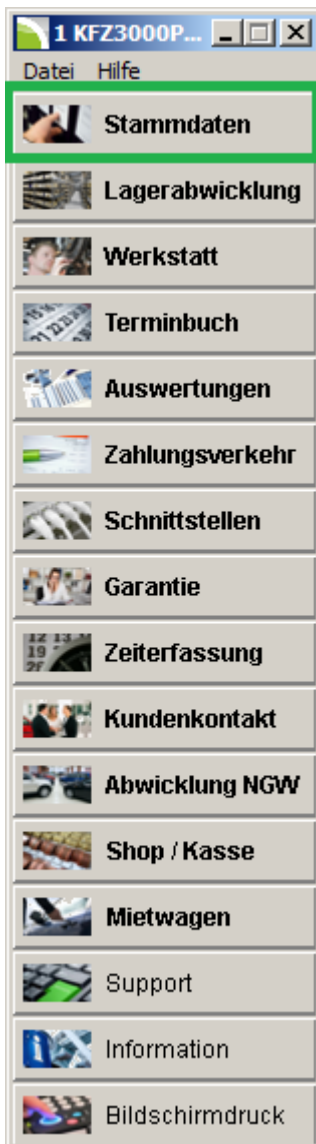 1 KFZ3000P...
Datei Hilfe
Stammdaten
Lagerabwicklung
Werkstatt
Terminbuch
Auswertungen
Zahlungsverkehr
Schnittstellen
Garantie
Zeiterfassung
Kundenkontakt
Abwicklung NGW
Shop / Kasse
Mietwagen
Support
Information
Bildschirmdruck